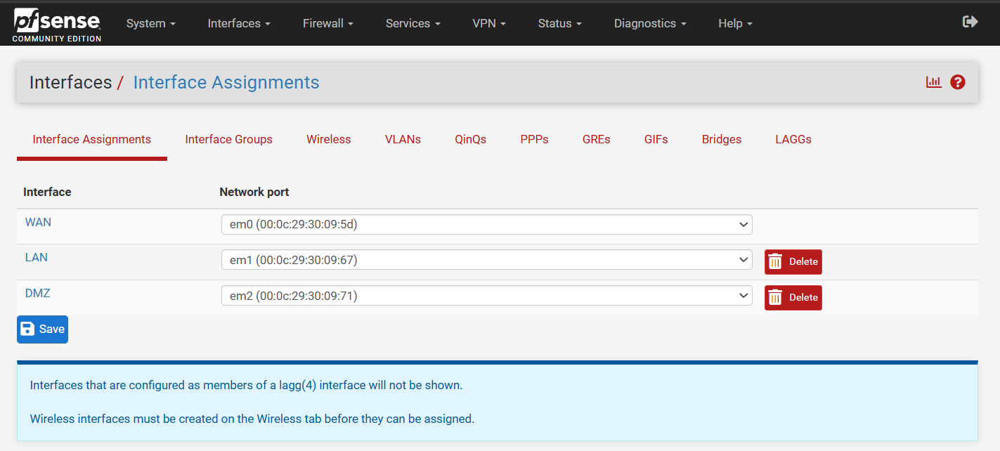 pfsense System Interfaces Firewall Services VPN Status Diagnostics Help
COMMUNITY EDITION
Interfaces / Interface Assignments ?
Interface Assignments Interface Groups Wireless VLANs QinQs PPPs GREs GIFs Bridges LAGGs
Interface Network port
WAN em0 (00:0c:29:30:09:5d)
LAN em1 (00:0c:29:30:09:67) Delete
DMZ em2 (00:0c:29:30:09:71) Delete
Save
Interfaces that are configured as members of a lagg(4) interface will not be shown.
Wireless interfaces must be created on the Wireless tab before they can be assigned.